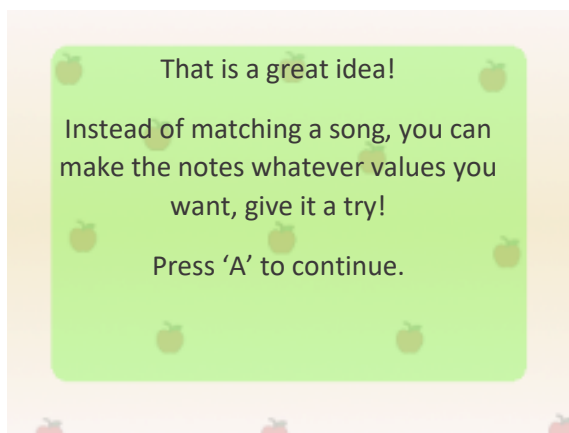 That is a great idea!
Instead of matching a song, you can
make the notes whatever values you
want, give it a try!
Press ‘A’ to continue.